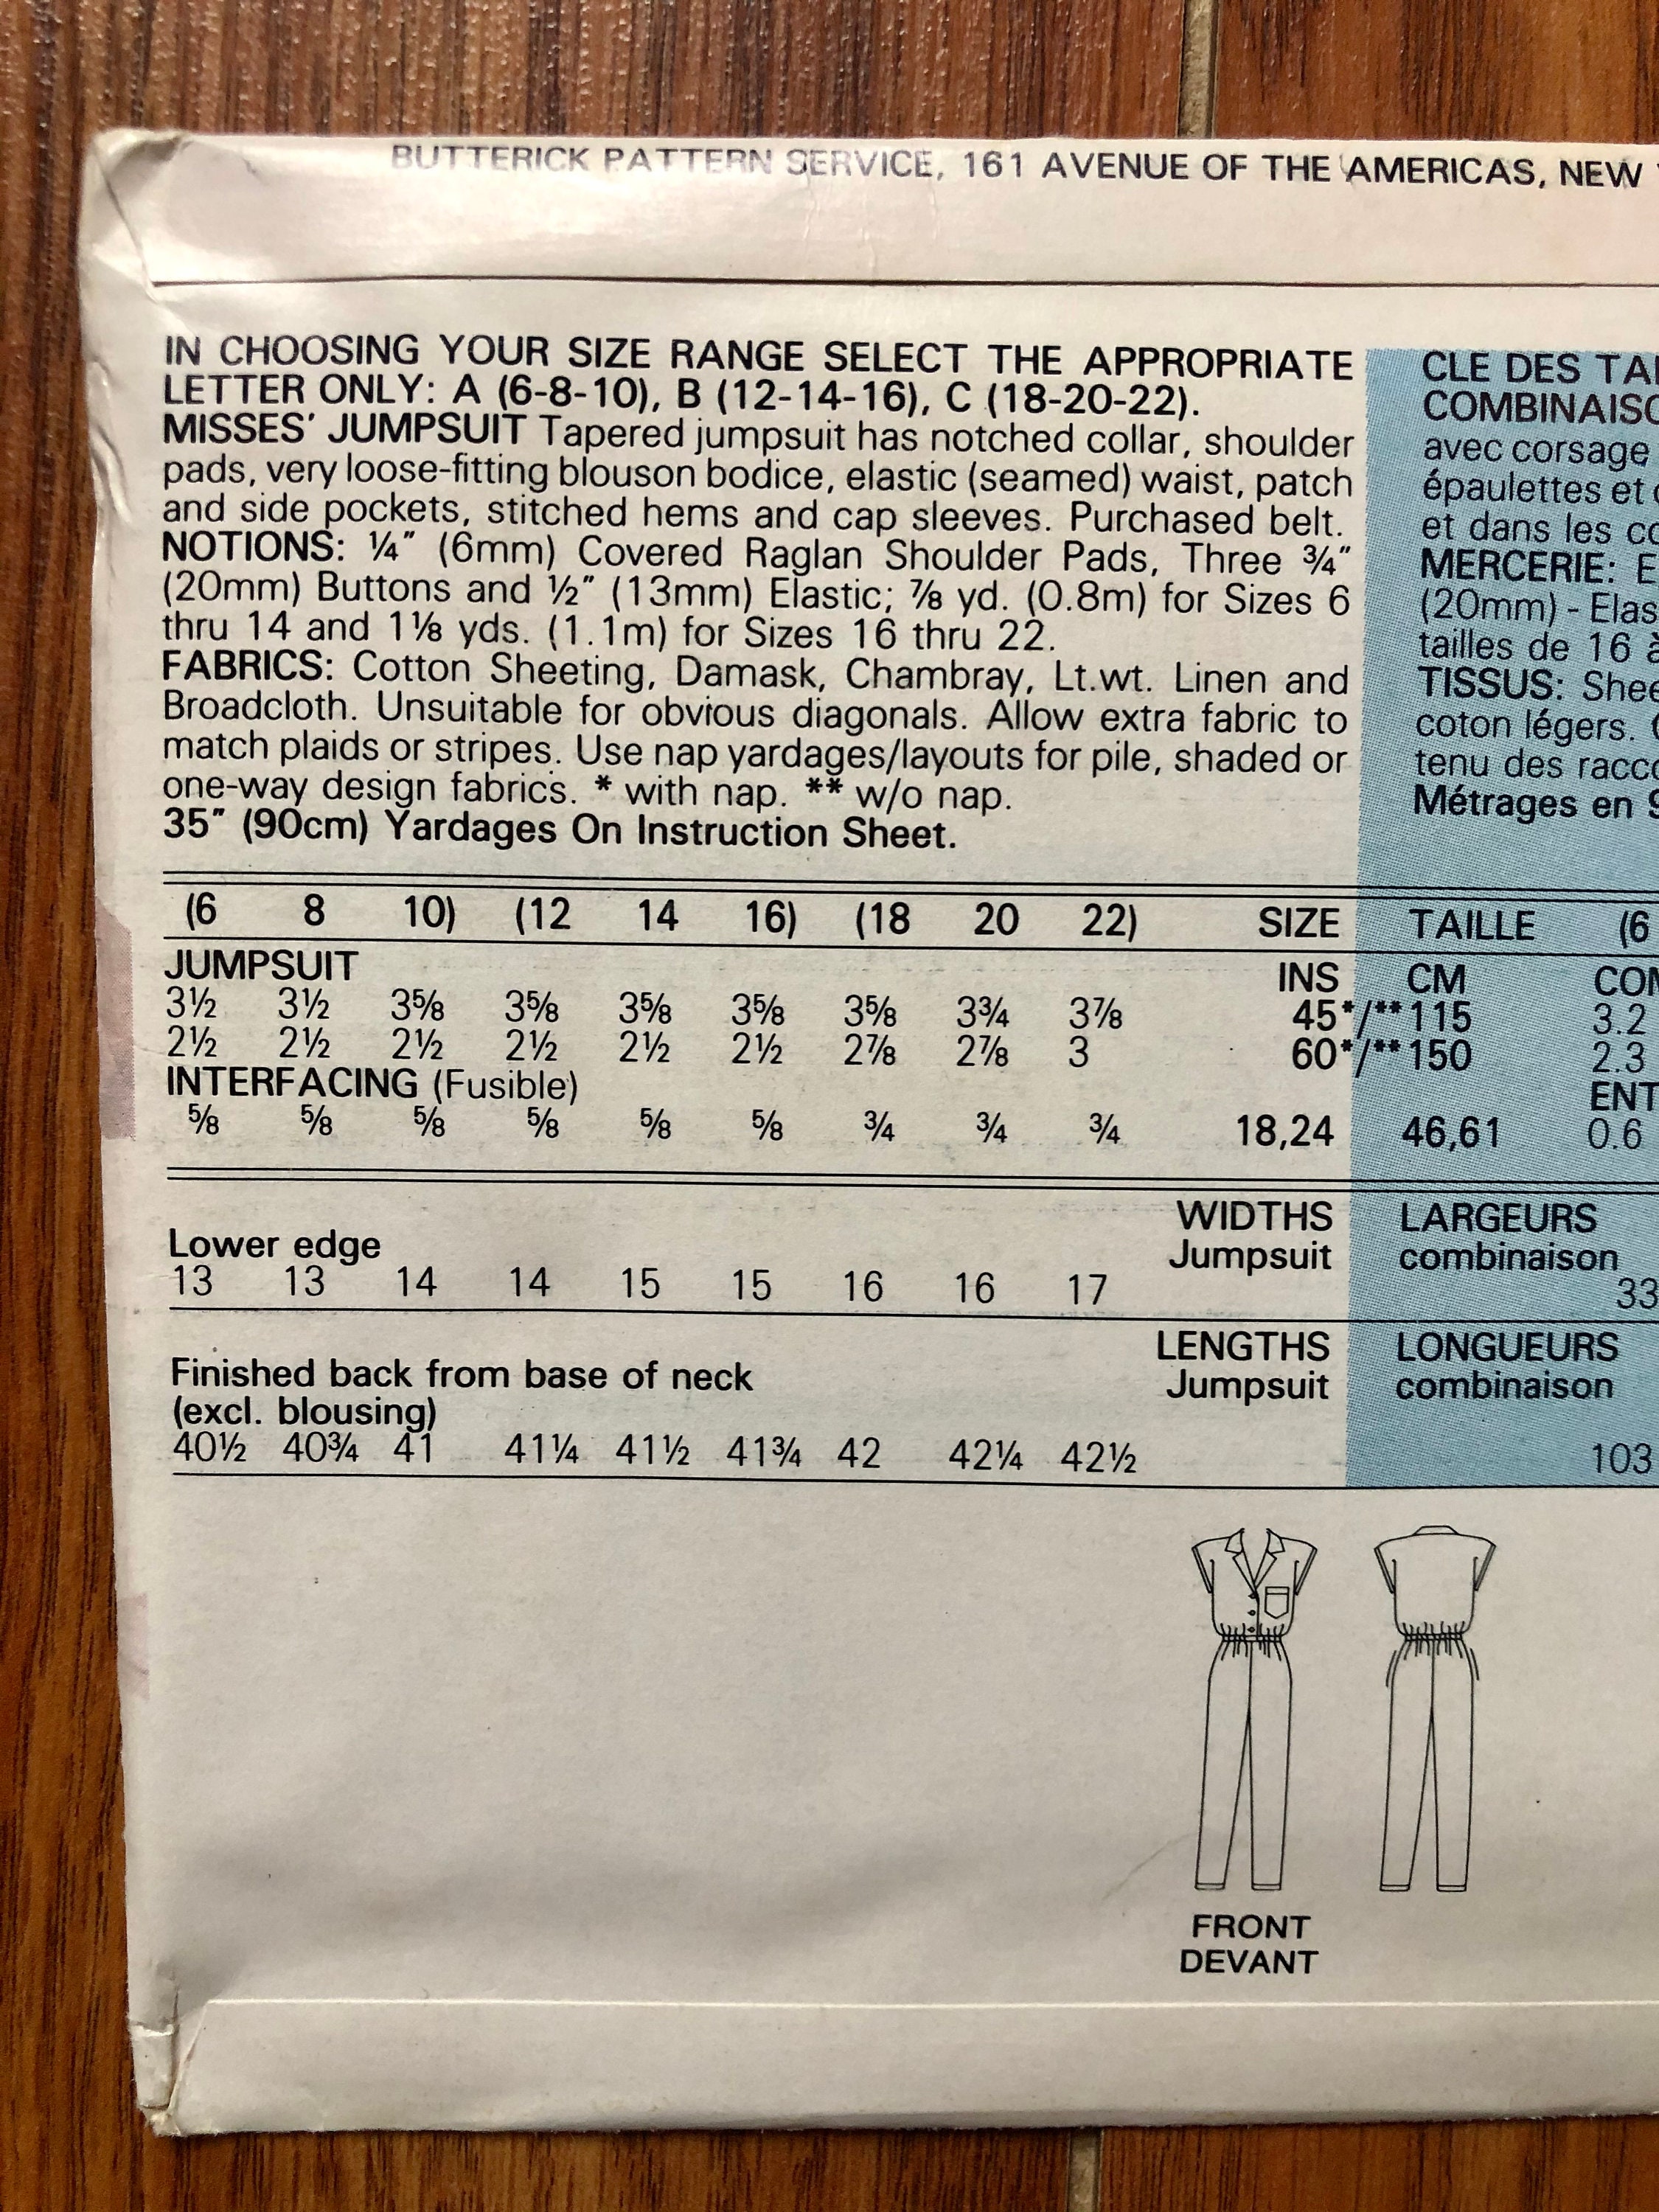 BUTTERICK PATTERN SERVICE, 161 AVENUE OF THE AMERICAS, NEW
IN CHOOSING YOUR SIZE RANGE SELECT THE APPROPRIATE
LETTER ONLY: A (6-8-10), B (12-14-16), C (18-20-22).
MISSES' JUMPSUIT Tapered jumpsuit has notched collar, shoulder
pads, very loose-fitting blouson bodice, elastic (seamed) waist, patch
and side pockets, stitched hems and cap sleeves. Purchased belt.
NOTIONS: ¼" (6mm) Covered Raglan Shoulder Pads, Three ¾"
(20mm) Buttons and ½" (13mm) Elastic; ⅞ yd. (0.8m) for Sizes 6
thru 14 and 1⅛ yds. (1.1m) for Sizes 16 thru 22.
FABRICS: Cotton Sheeting, Damask, Chambray, Lt.wt. Linen and
Broadcloth. Unsuitable for obvious diagonals. Allow extra fabric to
match plaids or stripes. Use nap yardages/layouts for pile, shaded or
one-way design fabrics. * with nap. ** w/o nap.
35" (90cm) Yardages On Instruction Sheet.
CLE DES
avec corsage
épaulettes et
et dans les
MERCERIE:
(20mm) -
tailles de 16 à
TISSUS:
coton légers.
tenu des
Métrages en
(6 8 10) (12 14 16) (18 20 22) SIZE TAILLE (6
JUMPSUIT INS CM
3½ 3½ 3⅝ 3⅝ 3⅝ 3⅝ 3⅝ 3¾ 3⅞ 45*/**115 3.2
2½ 2½ 2½ 2½ 2½ 2½ 2⅞ 2⅞ 3 60*/**150 2.3
INTERFACING (Fusible)
⅝ ⅝ ⅝ ⅝ ⅝ ⅝ ¾ ¾ ¾ 18,24 46,61 0.6
WIDTHS LARGEURS
Lower edge Jumpsuit combinaison
13 13 14 14 15 15 16 16 17 33
LENGTHS LONGUEURS
Finished back from base of neck Jumpsuit combinaison
(excl. blousing)
40½ 40¾ 41 41¼ 41½ 41¾ 42 42¼ 42½ 103
FRONT
DEVANT